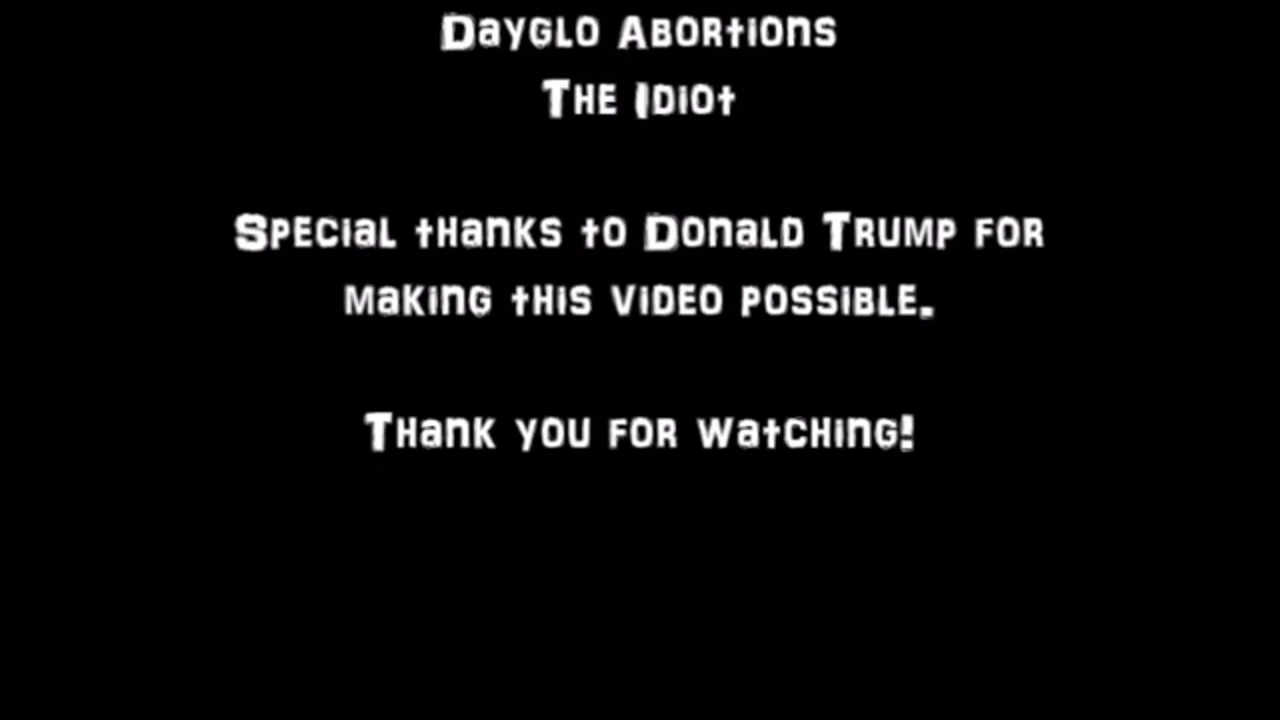 Dayglo Abortions
The Idiot
Special thanks to Donald Trump for
making this video possible.
Thank you for watching!